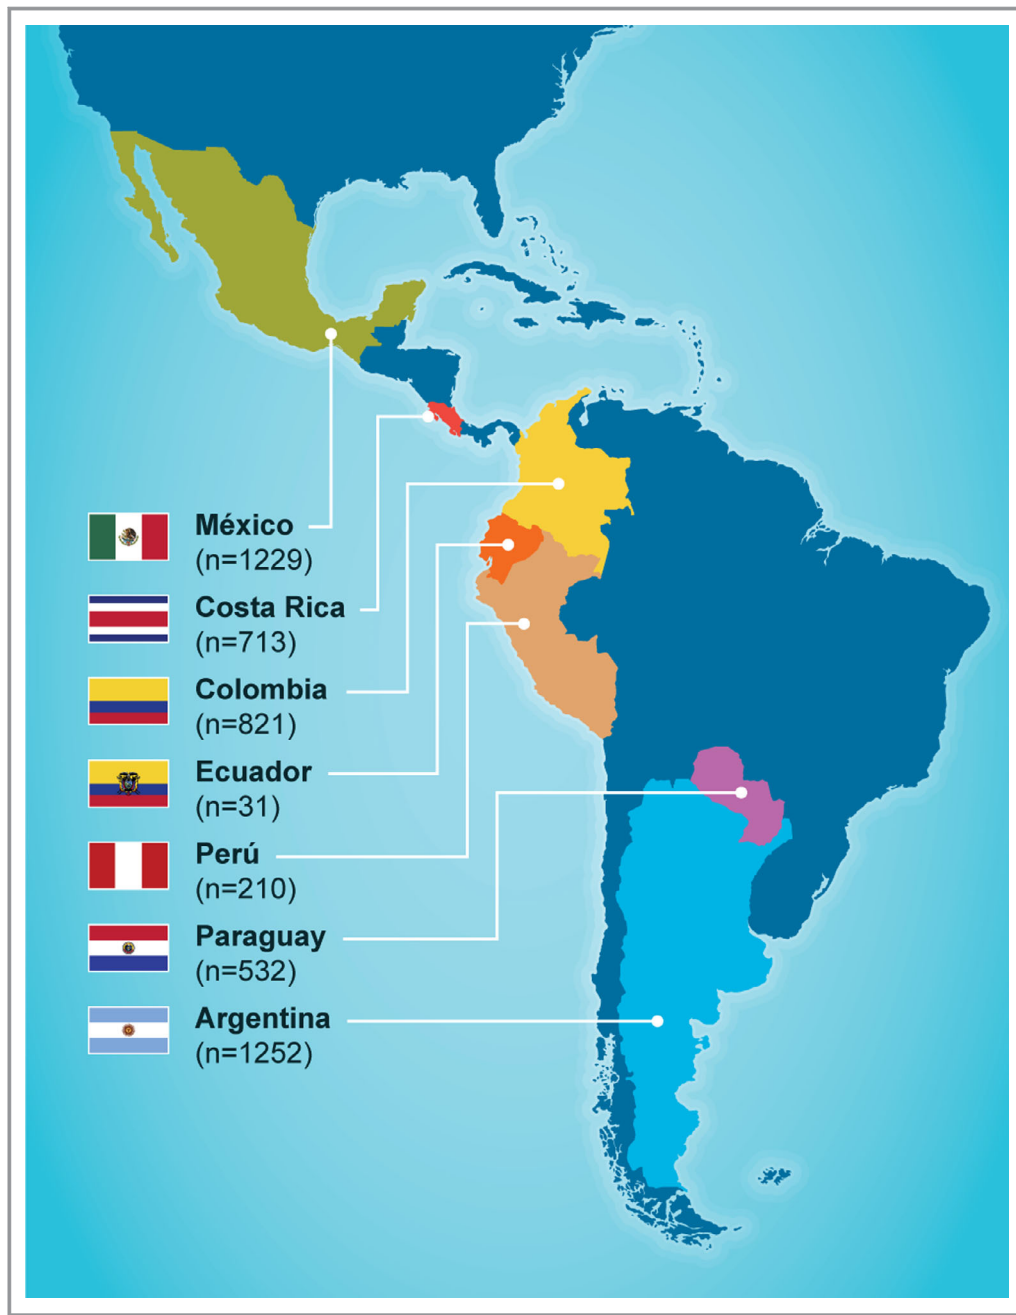 México
(n=1229)
Costa Rica
(n=713)
Colombia
(n=821)
Ecuador
(n=31)
Perú
(n=210)
Paraguay
(n=532)
Argentina
(n=1252)